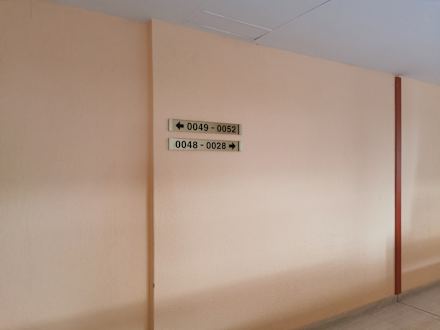 ← 0049 - 0052
0048 - 0028 →